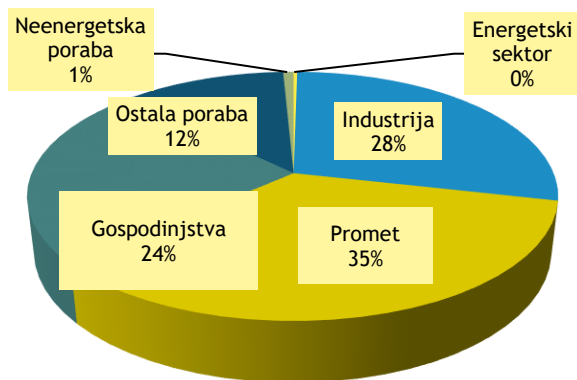 Neenergetska
poraba
1%
Energetski
sektor
0%
Ostala poraba
12%
Industrija
28%
Gospodinjstva
24%
Promet
35%